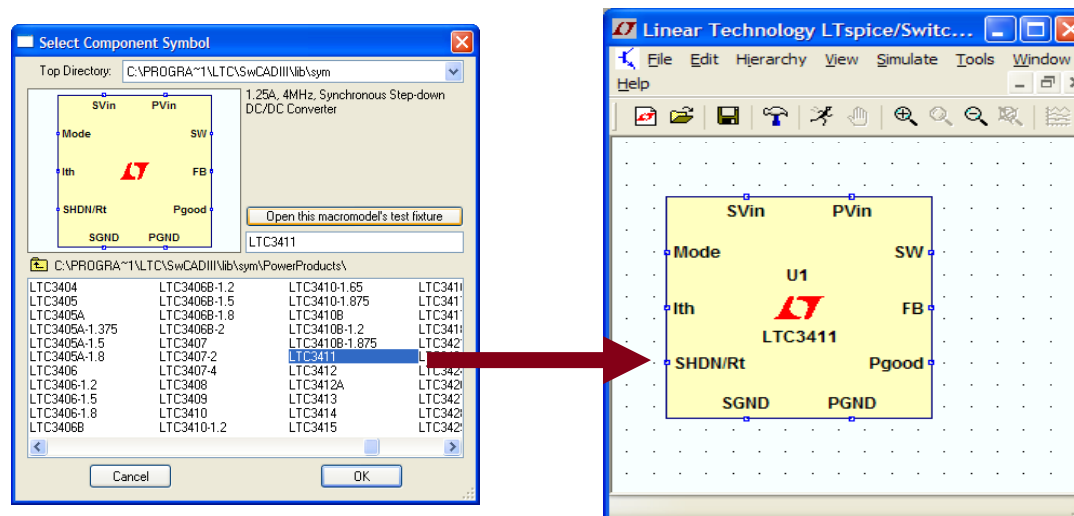 Select Component Symbol
Top Directory: C:\PROGRA~1\LTC\SwCADIII\lib\sym
1.25A, 4MHz, Synchronous Step-down
DC/DC Converter
SVin PVin
Mode SW
Ith FB
SHDN/Rt Pgood
SGND PGND
Open this macromodel's test fixture
LTC3411
C:\PROGRA~1\LTC\SwCADIII\lib\sym\PowerProducts\
LTC3404 LTC3406B-1.2 LTC3410-1.65
LTC3405 LTC3406B-1.5 LTC3410-1.875
LTC3405A LTC3406B-1.8 LTC3410B
LTC3405A-1.375 LTC3406B-2 LTC3410B-1.2
LTC3405A-1.5 LTC3407 LTC3410B-1.875
LTC3405A-1.8 LTC3407-2 LTC3411
LTC3406 LTC3407-4 LTC3412
LTC3406-1.2 LTC3408 LTC3412A
LTC3406-1.5 LTC3409 LTC3413
LTC3406-1.8 LTC3410 LTC3414
LTC3406B LTC3410-1.2 LTC3415
Cancel OK
Linear Technology LTspice/Switc...
File Edit Hierarchy View Simulate Tools Window
Help
SVin PVin
Mode SW
U1
Ith FB
LTC3411
SHDN/Rt Pgood
SGND PGND